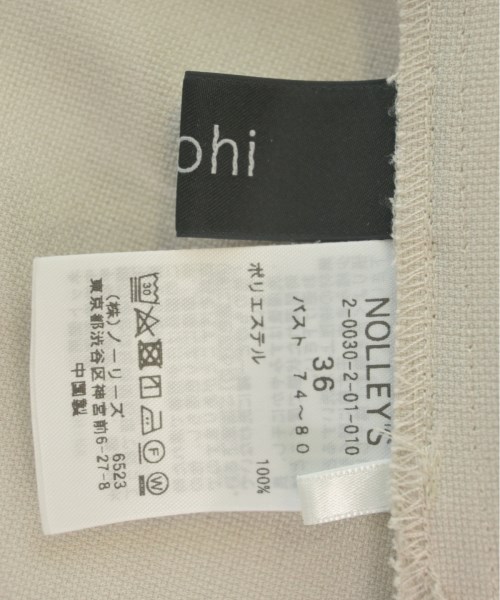 ohi
NOLLEY'S
2-0030-2-01-010
36
バスト 74～80
ポリエステル 100%
30
F W
(株)ノーリーズ 6523
東京都渋谷区神宮前6-27-8
中国製